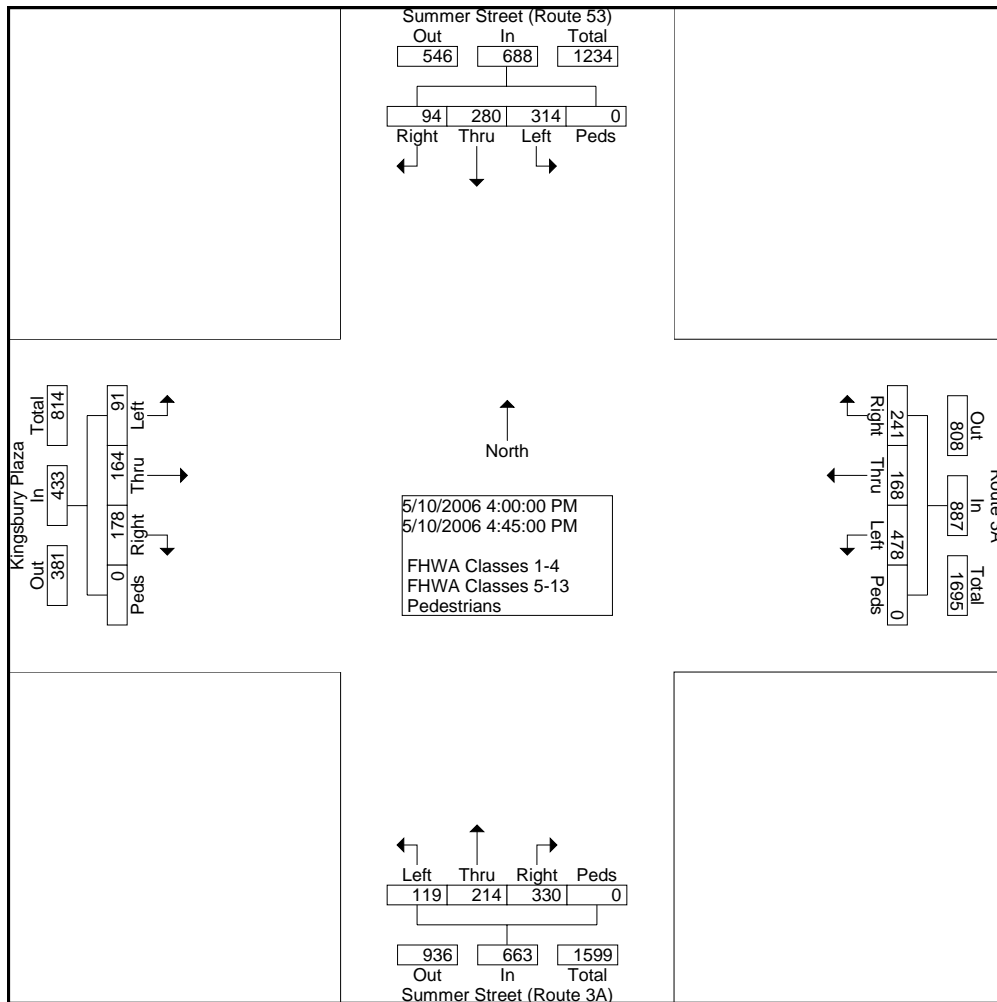 Summer Street (Route 53)
Out In Total
546 688 1234
94 280 314 0
Right Thru Left Peds
Kingsbury Plaza
Total In Out
814 433 381
91 164 178 0
Left Thru Right Peds
North
5/10/2006 4:00:00 PM
5/10/2006 4:45:00 PM
FHWA Classes 1-4
FHWA Classes 5-13
Pedestrians
Right Thru Left Peds
241 168 478 0
Out In Total
808 887 1695
Route 3A
Left Thru Right Peds
119 214 330 0
936 663 1599
Out In Total
Summer Street (Route 3A)